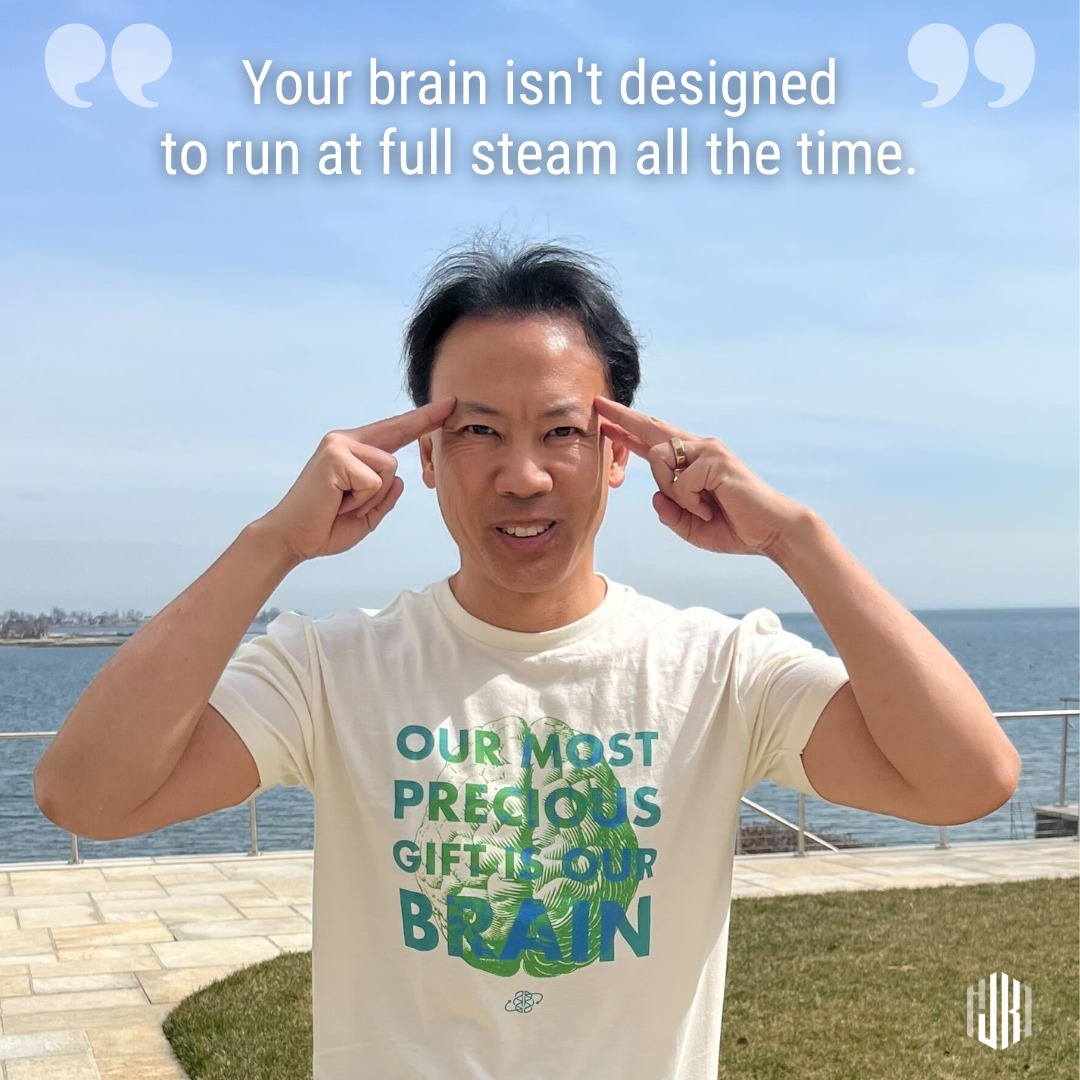 Your brain isn't designed
to run at full steam all the time.
OUR MOST
PRECIOUS
GIFT IS OUR
BRAIN
JK